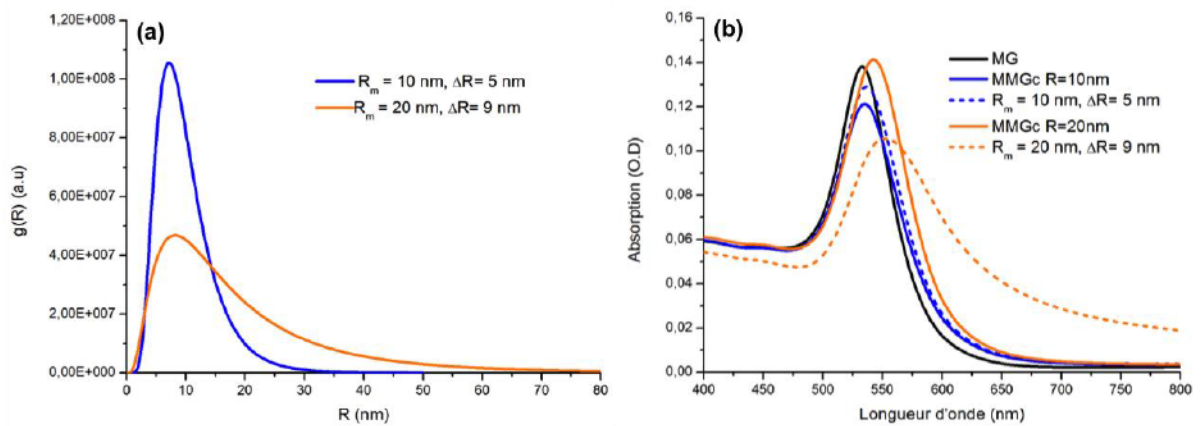 (a)
1,20E+008
1,00E+008
8,00E+007
6,00E+007
4,00E+007
2,00E+007
0,00E+000
g(R) (a.u)
0 10 20 30 40 50 60 70 80
R (nm)
R_m = 10 nm, ΔR= 5 nm
R_m = 20 nm, ΔR= 9 nm
(b)
0,16
0,14
0,12
0,10
0,08
0,06
0,04
0,02
0,00
Absorption (O.D)
400 450 500 550 600 650 700 750 800
Longueur d'onde (nm)
MG
MMGc R=10nm
R_m = 10 nm, ΔR= 5 nm
MMGc R=20nm
R_m = 20 nm, ΔR= 9 nm